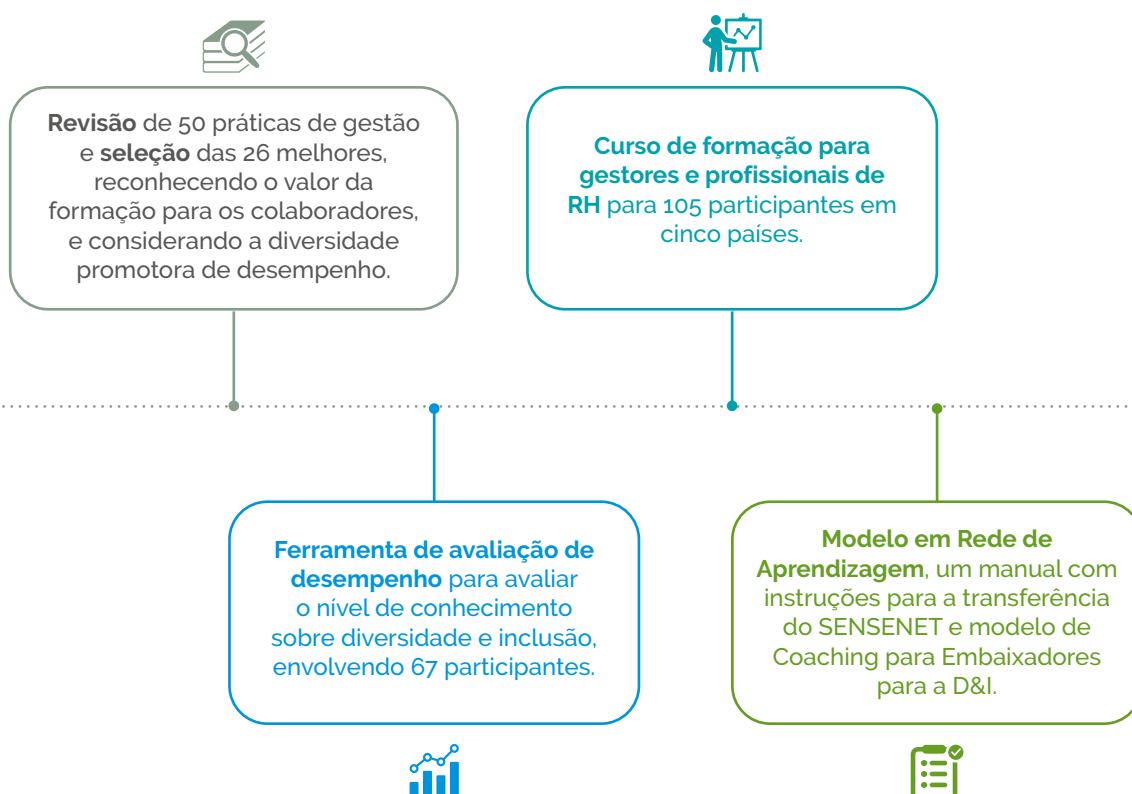 Revisão de 50 práticas de gestão
e seleção das 26 melhores,
reconhecendo o valor da
formação para os colaboradores,
e considerando a diversidade
promotora de desempenho.
Curso de formação para
gestores e profissionais de
RH para 105 participantes em
cinco países.
Ferramenta de avaliação de
desempenho para avaliar
o nível de conhecimento
sobre diversidade e inclusão,
envolvendo 67 participantes.
Modelo em Rede de
Aprendizagem, um manual com
instruções para a transferência
do SENSENET e modelo de
Coaching para Embaixadores
para a D&I.